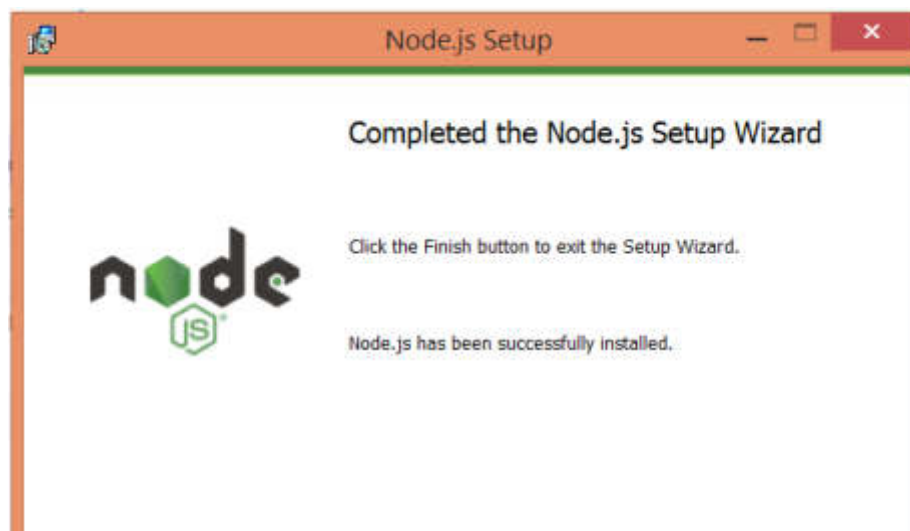 Node.js Setup
Completed the Node.js Setup Wizard
Click the Finish button to exit the Setup Wizard.
node
JS
Node.js has been successfully installed.